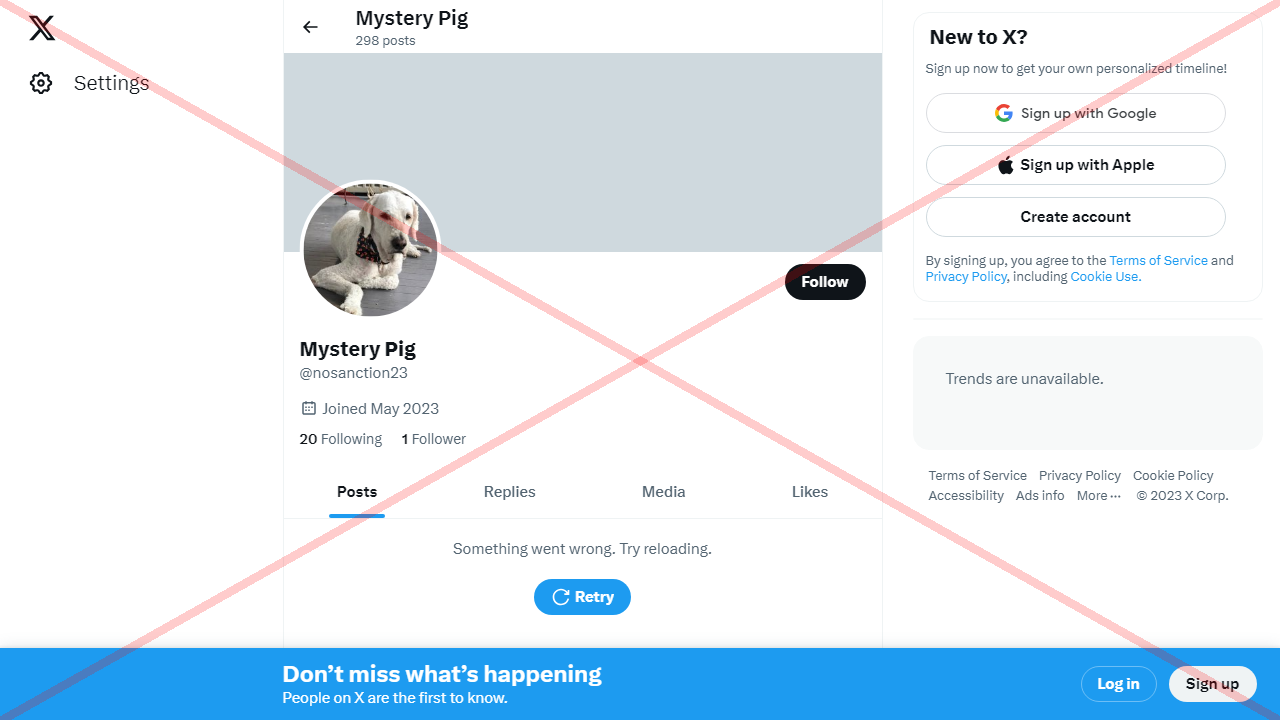 Settings
Mystery Pig
298 posts
Follow
Mystery Pig
@nosanction23
Joined May 2023
20 Following 1 Follower
Posts Replies Media Likes
Something went wrong. Try reloading.
Retry
New to X?
Sign up now to get your own personalized timeline!
Sign up with Google
Sign up with Apple
Create account
By signing up, you agree to the Terms of Service and
Privacy Policy, including Cookie Use.
Trends are unavailable.
Terms of Service Privacy Policy Cookie Policy
Accessibility Ads info More ··· © 2023 X Corp.
Don’t miss what’s happening
People on X are the first to know.
Log in
Sign up